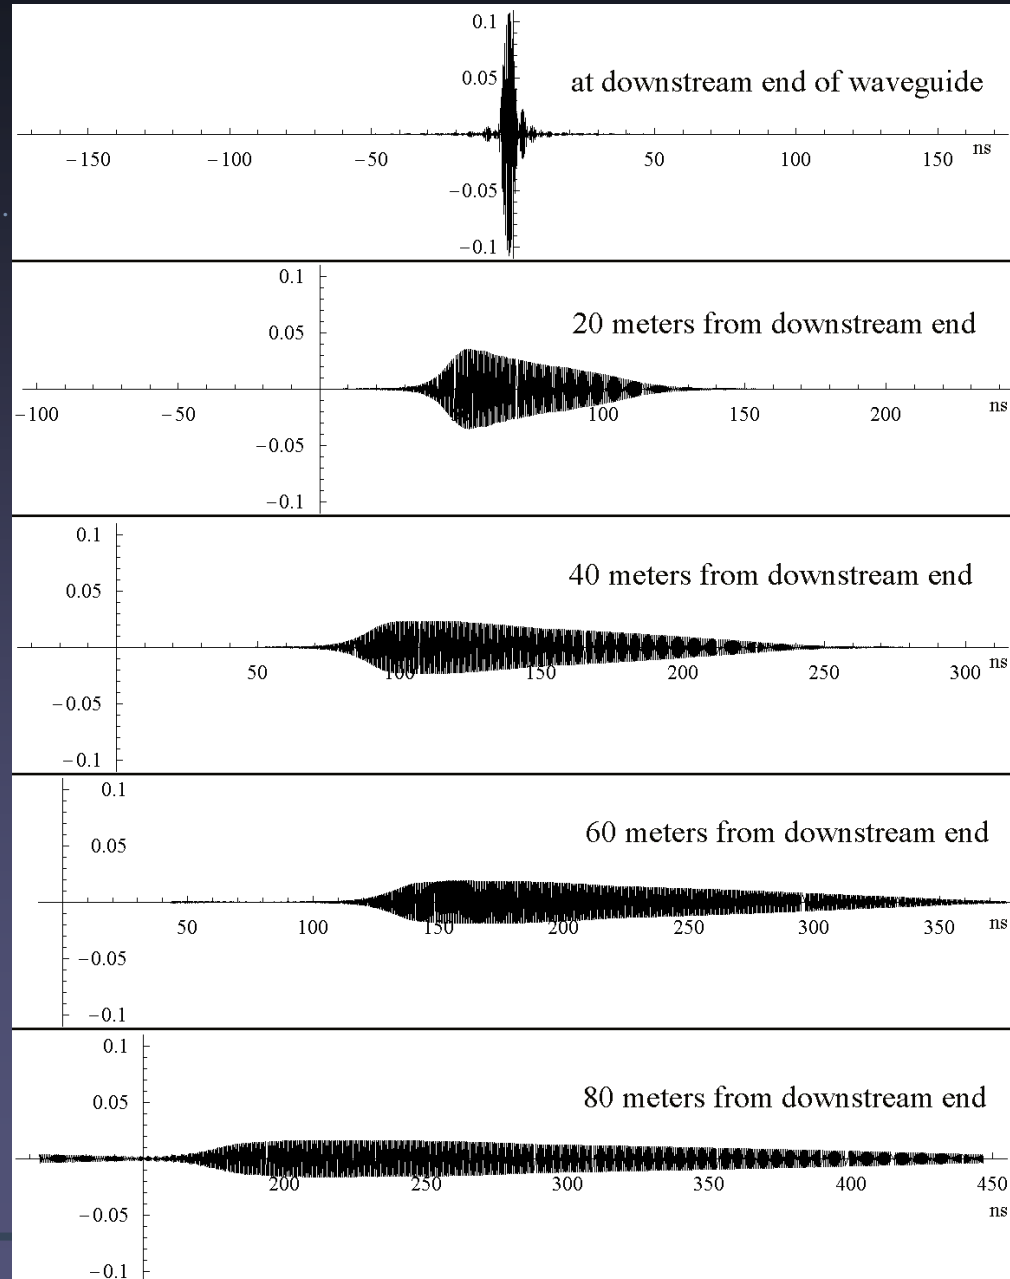 0.1
0.05
at downstream end of waveguide
−150 −100 −50 50 100 150 ns
−0.05
−0.1
0.1
0.05
20 meters from downstream end
−100 −50 100 150 200 ns
−0.05
−0.1
0.1
0.05
40 meters from downstream end
50 100 150 200 250 300 ns
−0.05
−0.1
0.1
0.05
60 meters from downstream end
50 100 150 200 250 300 350 ns
−0.05
−0.1
0.1
0.05
80 meters from downstream end
200 250 300 350 400 450
ns
−0.05
−0.1